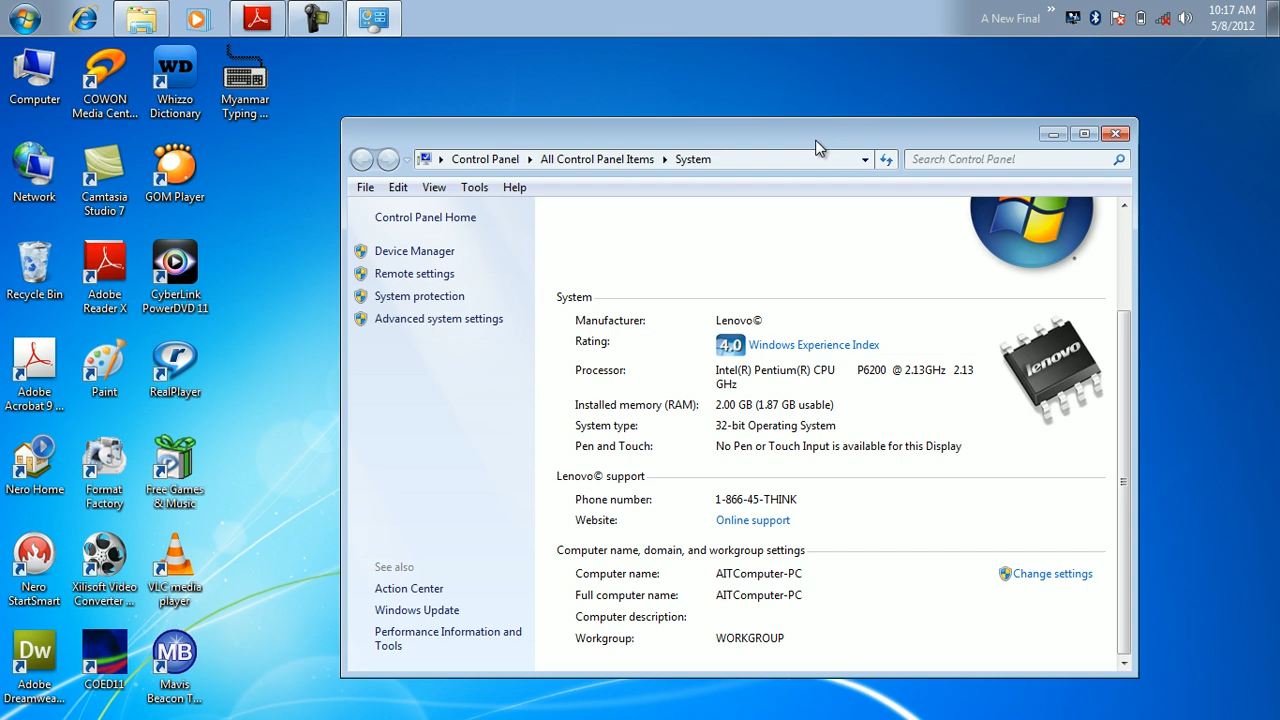 A New Final
»
10:17 AM
5/8/2012
Computer
COWON
Media Cent...
WD
Whizzo
Dictionary
Myanmar
Typing ...
Network
Camtasia
Studio 7
GOM Player
Recycle Bin
Adobe
Reader X
CyberLink
PowerDVD 11
Adobe
Acrobat 9 ...
Paint
RealPlayer
Nero Home
Format
Factory
Free Games
& Music
Nero
StartSmart
Xilisoft Video
Converter ...
VLC media
player
Dw
Adobe
Dreamwea...
COED11
MB
Mavis
Beacon T...
Control Panel
All Control Panel Items
System
Search Control Panel
File Edit View Tools Help
Control Panel Home
Device Manager
Remote settings
System protection
Advanced system settings
See also
Action Center
Windows Update
Performance Information and
Tools
System
Manufacturer: Lenovo©
Rating: 4.0 Windows Experience Index
Processor: Intel(R) Pentium(R) CPU P6200 @ 2.13GHz 2.13
GHz
Installed memory (RAM): 2.00 GB (1.87 GB usable)
System type: 32-bit Operating System
Pen and Touch: No Pen or Touch Input is available for this Display
lenovo
Lenovo© support
Phone number: 1-866-45-THINK
Website: Online support
Computer name, domain, and workgroup settings
Computer name: AITComputer-PC
Change settings
Full computer name: AITComputer-PC
Computer description:
Workgroup: WORKGROUP